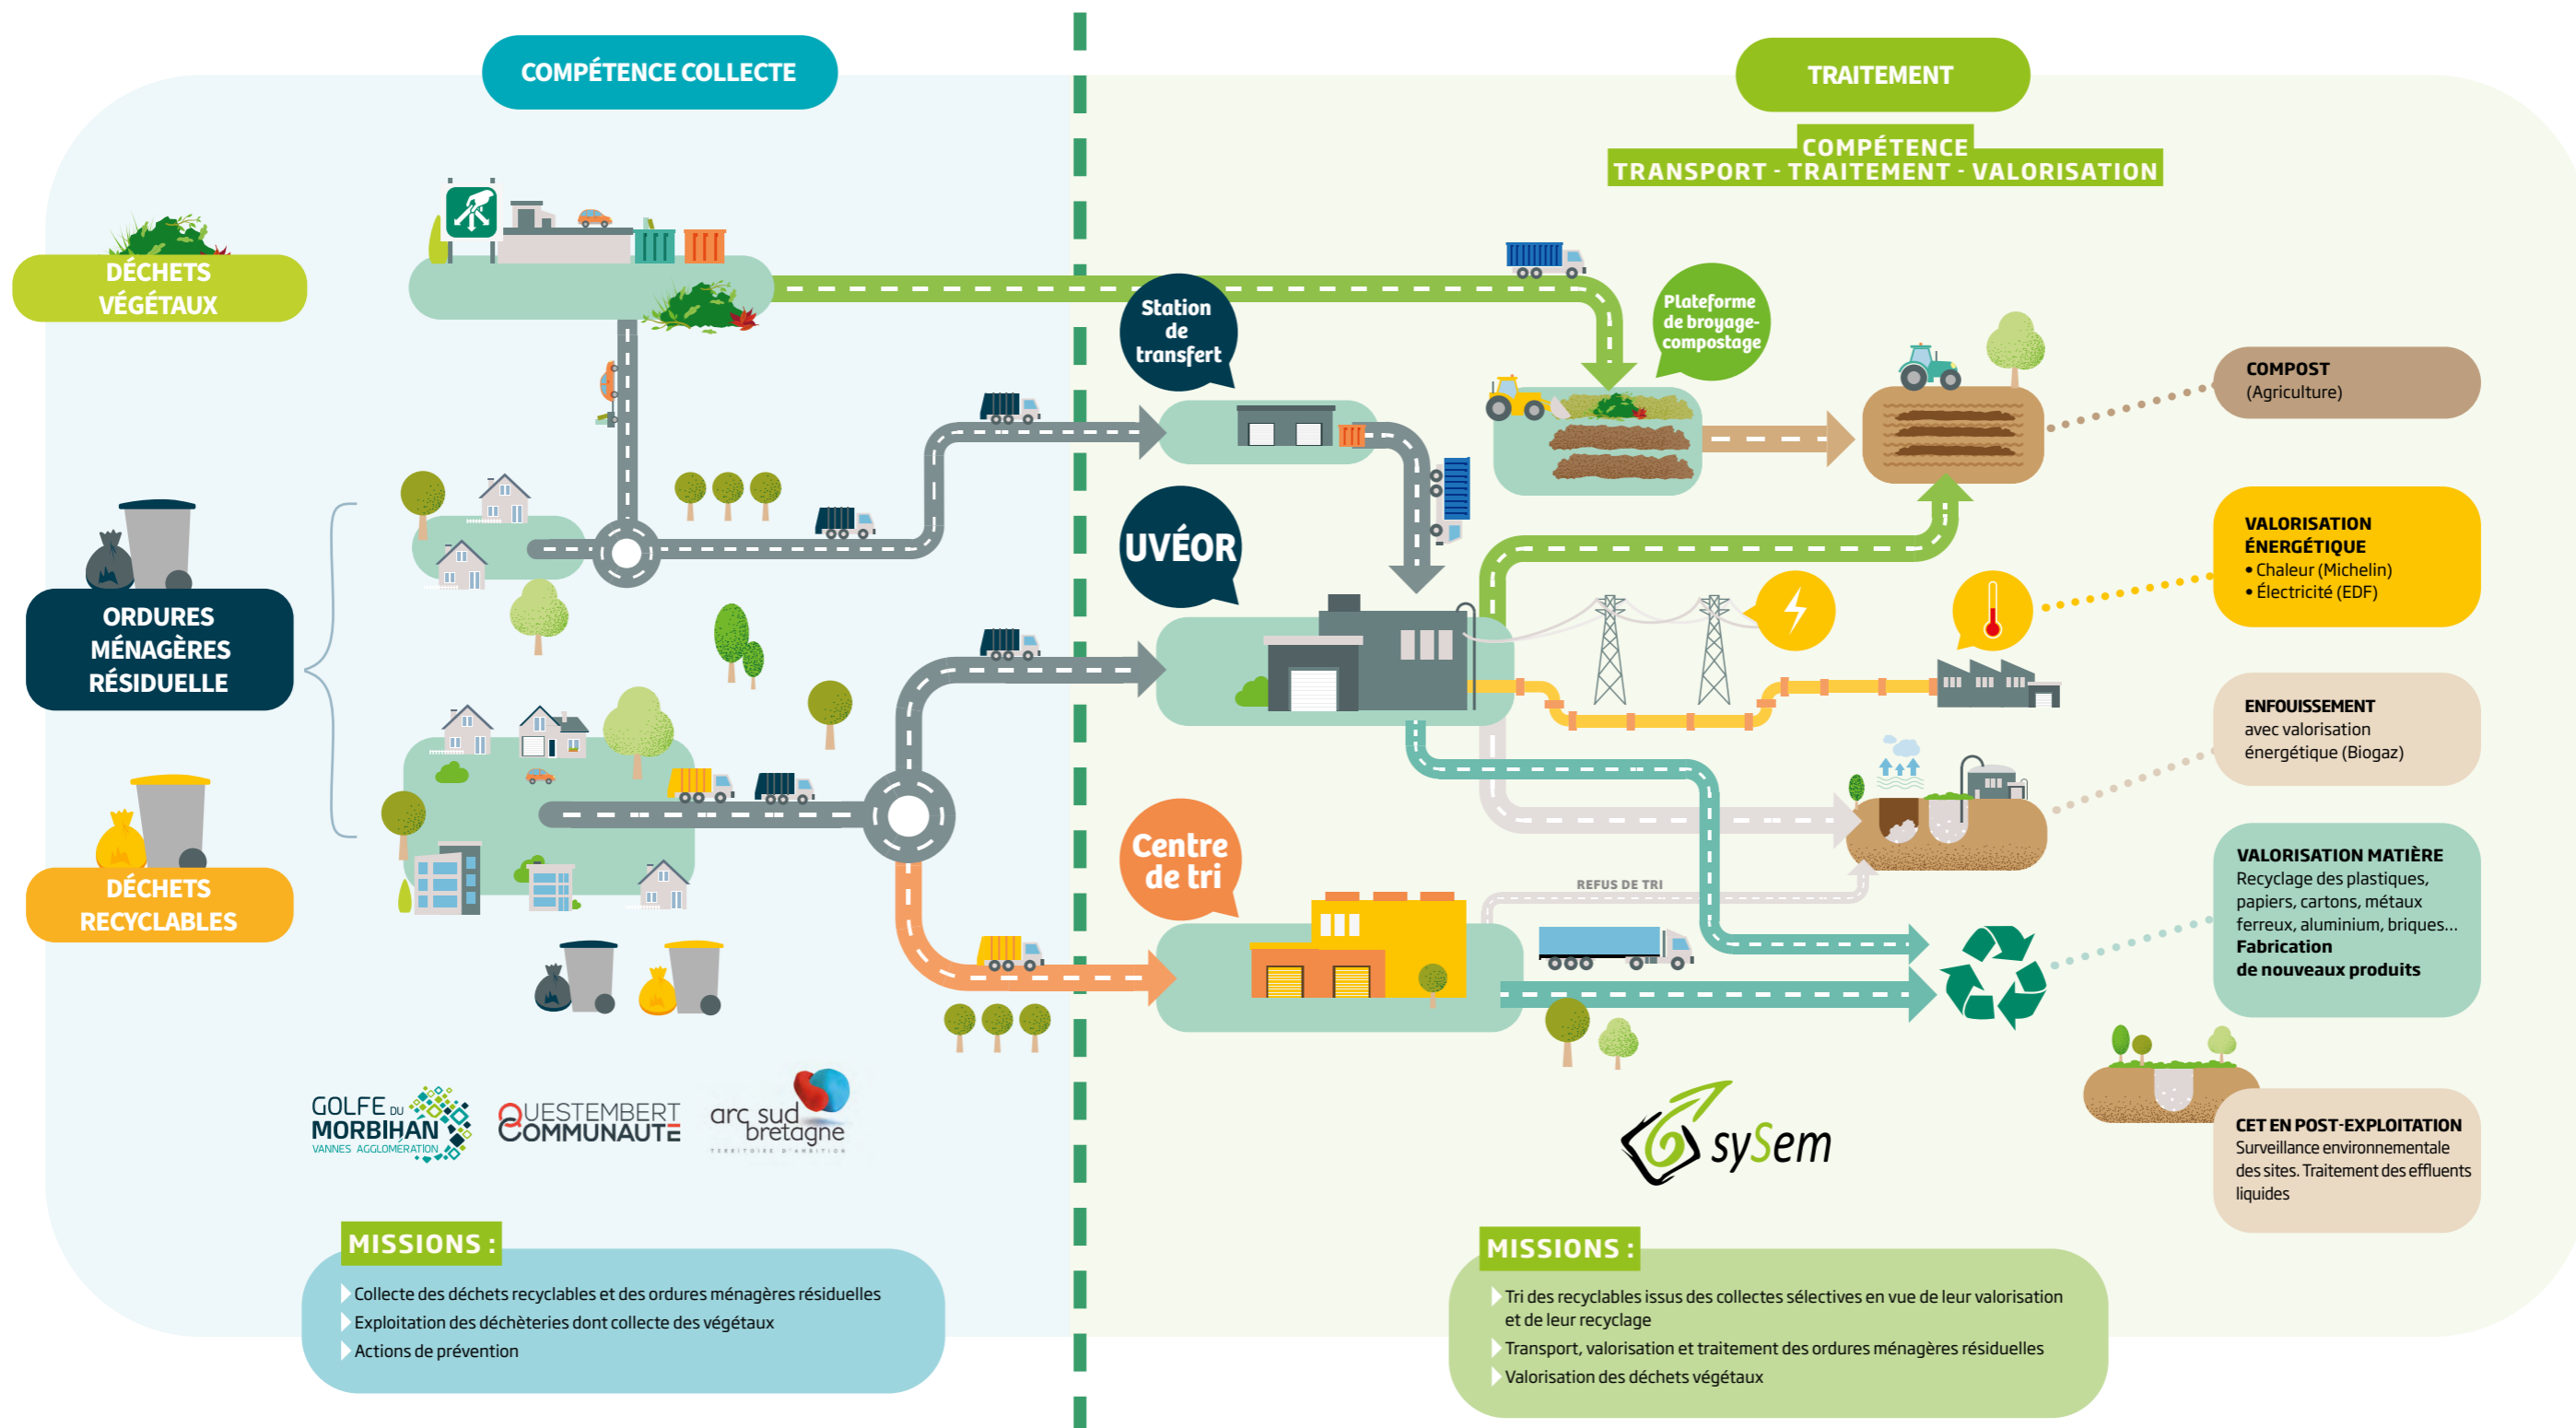 COMPÉTENCE COLLECTE
TRAITEMENT
COMPÉTENCE
TRANSPORT - TRAITEMENT - VALORISATION
DÉCHETS
VÉGÉTAUX
ORDURES
MÉNAGÈRES
RÉSIDUELLE
DÉCHETS
RECYCLABLES
Station
de
transfert
Plateforme
de broyage-
compostage
UVÉOR
Centre
de tri
REFUS DE TRI
COMPOST
(Agriculture)
VALORISATION
ÉNERGÉTIQUE
• Chaleur (Michelin)
• Électricité (EDF)
ENFOUISSEMENT
avec valorisation
énergétique (Biogaz)
VALORISATION MATIÈRE
Recyclage des plastiques,
papiers, cartons, métaux
ferreux, aluminium, briques...
Fabrication
de nouveaux produits
CET EN POST-EXPLOITATION
Surveillance environnementale
des sites. Traitement des effluents
liquides
GOLFE DU
MORBIHAN
VANNES AGGLOMÉRATION
QUESTEMBERT
COMMUNAUTÉ
arc sud
bretagne
TERRITOIRE D'AMBITION
sySem
MISSIONS :
Collecte des déchets recyclables et des ordures ménagères résiduelles
Exploitation des déchèteries dont collecte des végétaux
Actions de prévention
MISSIONS :
Tri des recyclables issus des collectes sélectives en vue de leur valorisation
et de leur recyclage
Transport, valorisation et traitement des ordures ménagères résiduelles
Valorisation des déchets végétaux